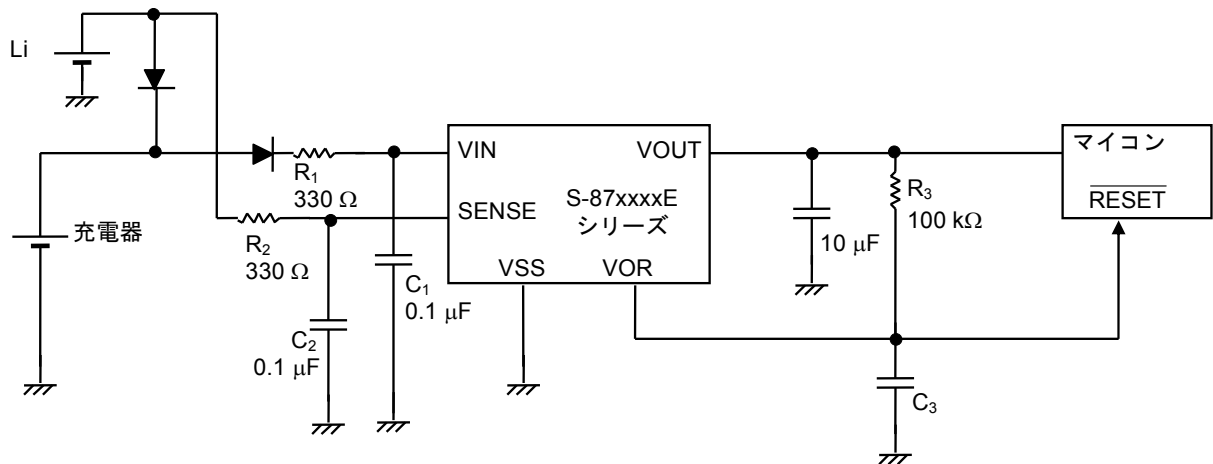 Li
充電器
R1
330 Ω
R2
330 Ω
C2
0.1 μF
C1
0.1 μF
VIN
VOUT
SENSE
S-87xxxxE
シリーズ
VSS
VOR
10 μF
R3
100 kΩ
C3
マイコン
RESET